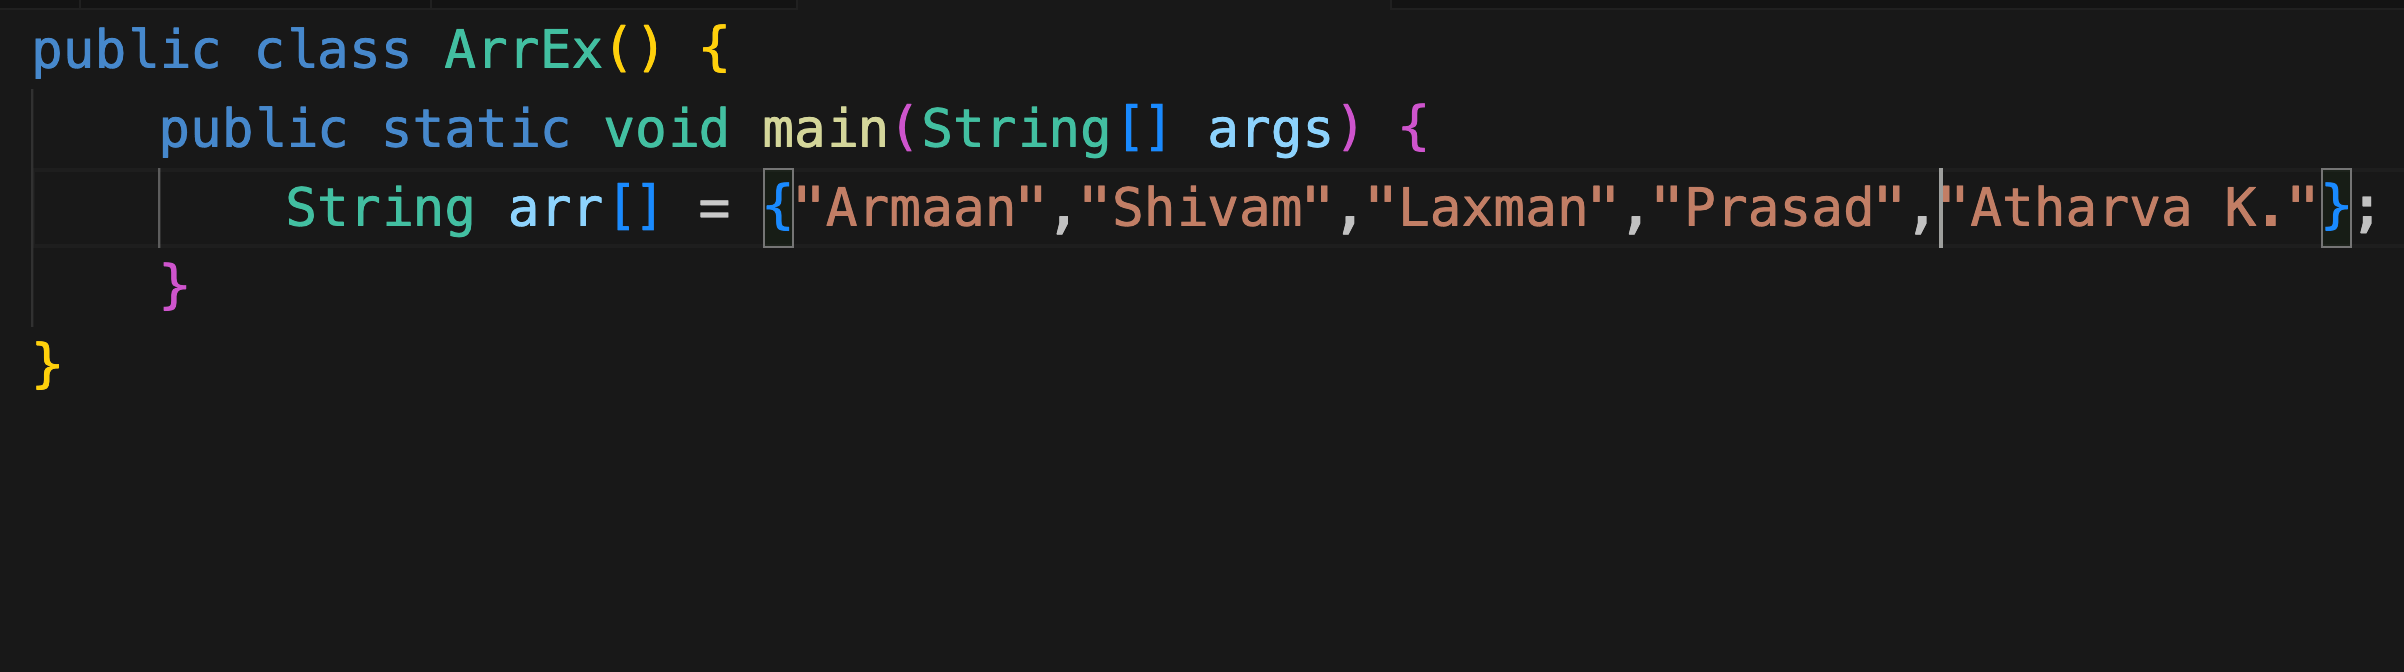 public class ArrEx() {
    public static void main(String[] args) {
        String arr[] = {"Armaan","Shivam","Laxman","Prasad","Atharva K."};
    }
}